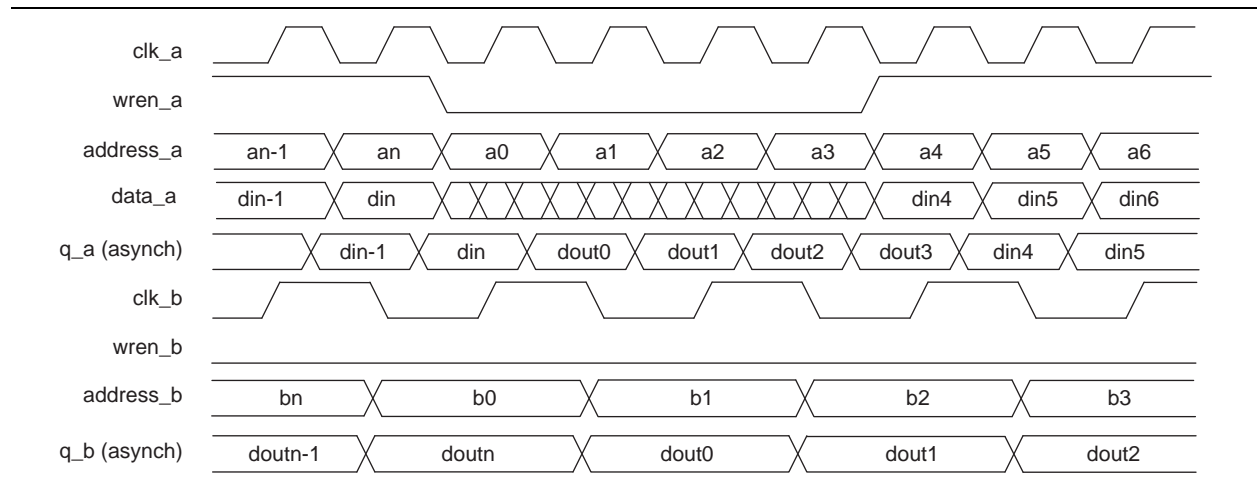 clk_a
wren_a
address_a an-1 an a0 a1 a2 a3 a4 a5 a6
data_a din-1 din din4 din5 din6
q_a (asynch) din-1 din dout0 dout1 dout2 dout3 din4 din5
clk_b
wren_b
address_b bn b0 b1 b2 b3
q_b (asynch) doutn-1 doutn dout0 dout1 dout2